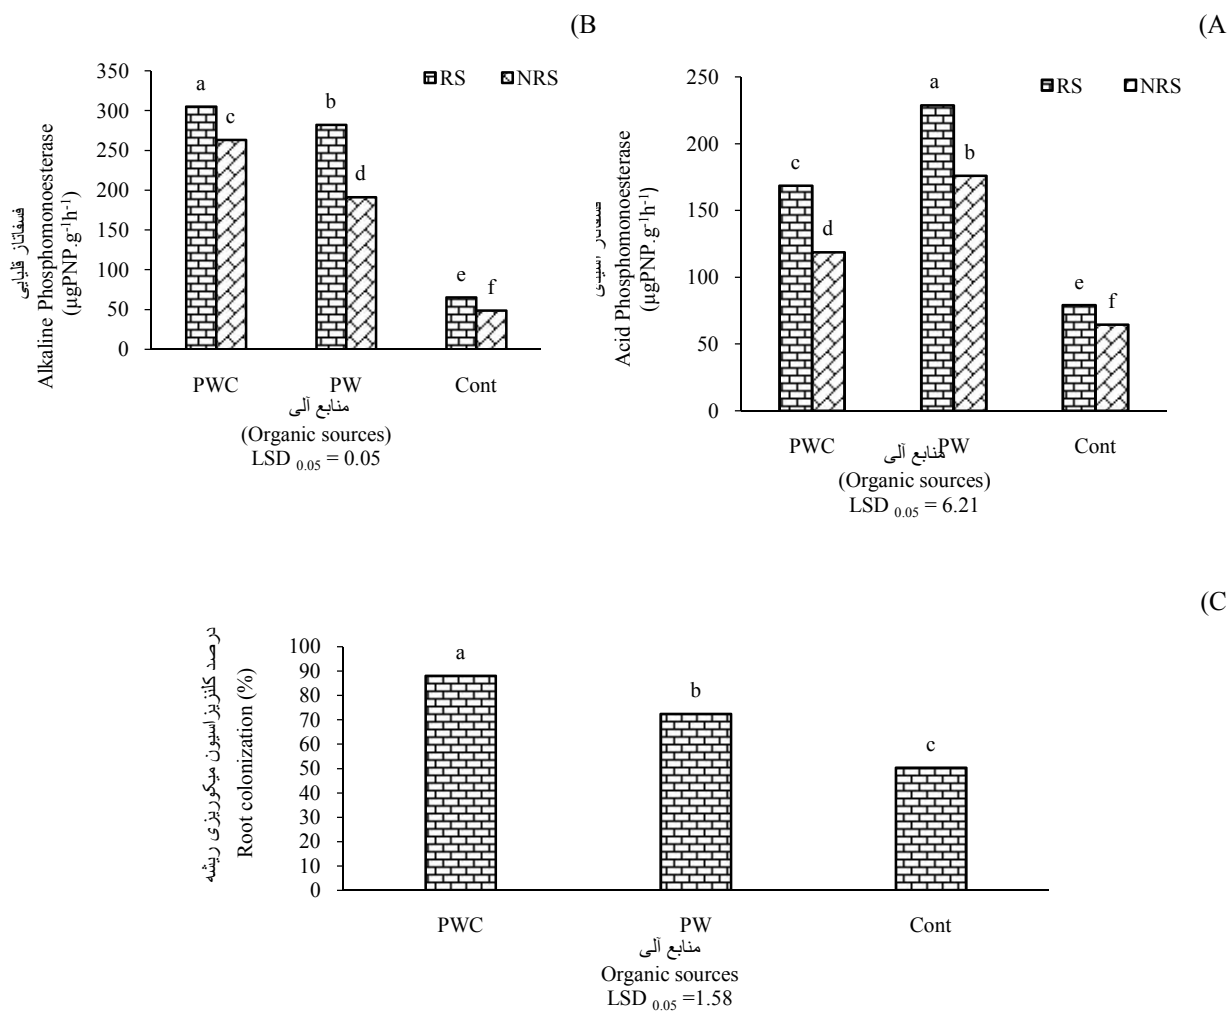 (B
350
300
250
200
150
100
50
0
RS NRS
a
c
b
d
e
f
فسفاتاز قلیایی
Alkaline Phosphomonoesterase
(µgPNP.g⁻¹h⁻¹)
PWC PW Cont
منابع آلی
(Organic sources)
LSD 0.05 = 0.05
(A
250
200
150
100
50
0
RS NRS
c
d
a
b
e
f
Acid Phosphomonoesterase
(µgPNP.g⁻¹h⁻¹)
PWC PW Cont
منابع آلی
(Organic sources)
LSD 0.05 = 6.21
(C
100
90
80
70
60
50
40
30
20
10
0
a
b
c
درصد کلنیزاسیون میکوریزی ریشه
Root colonization (%)
PWC PW Cont
منابع آلی
Organic sources
LSD 0.05 =1.58